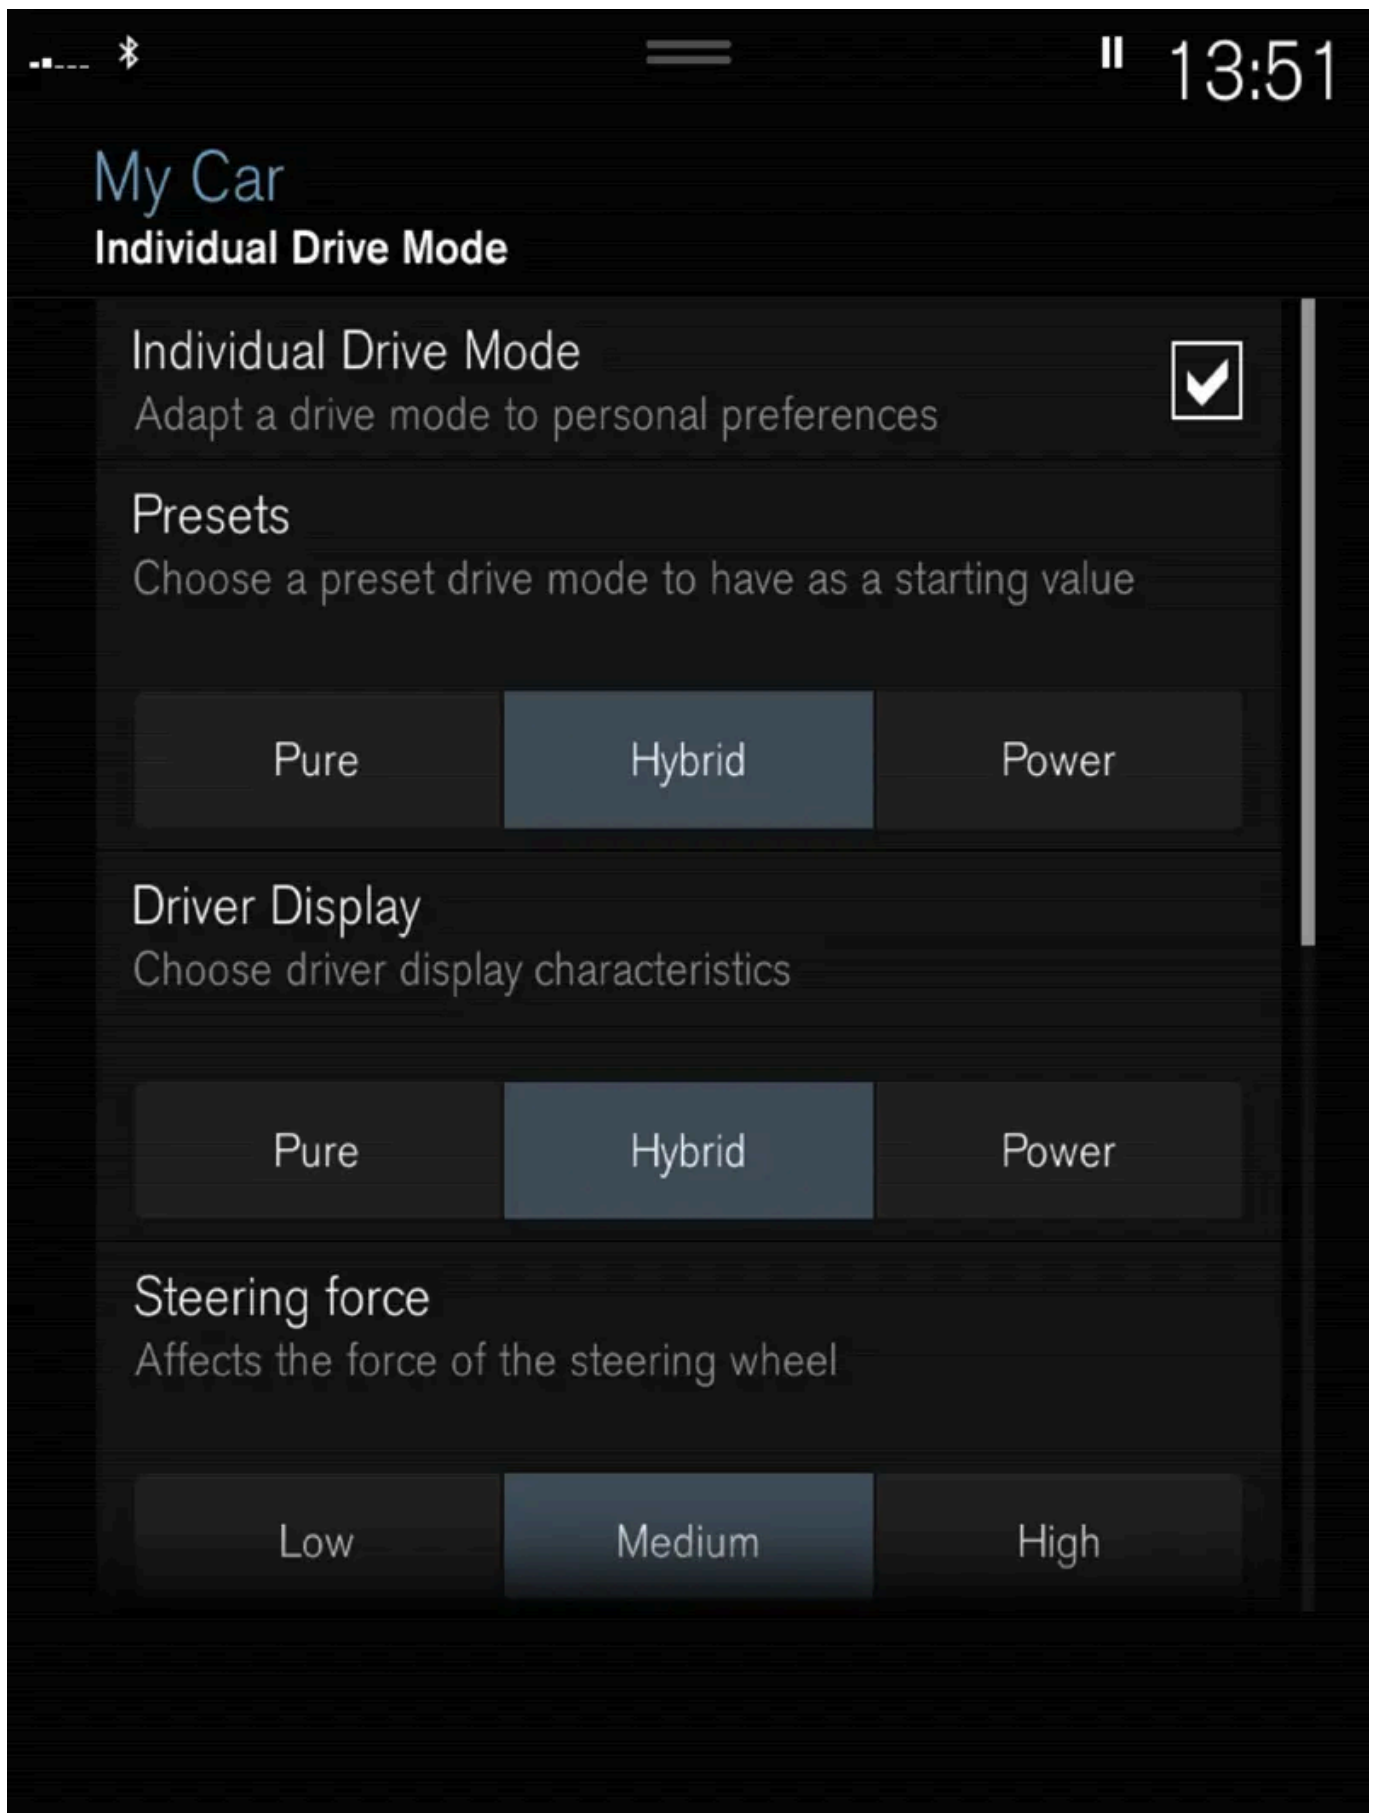 13:51
My Car
Individual Drive Mode
Individual Drive Mode
Adapt a drive mode to personal preferences
Presets
Choose a preset drive mode to have as a starting value
Pure Hybrid Power
Driver Display
Choose driver display characteristics
Pure Hybrid Power
Steering force
Affects the force of the steering wheel
Low Medium High